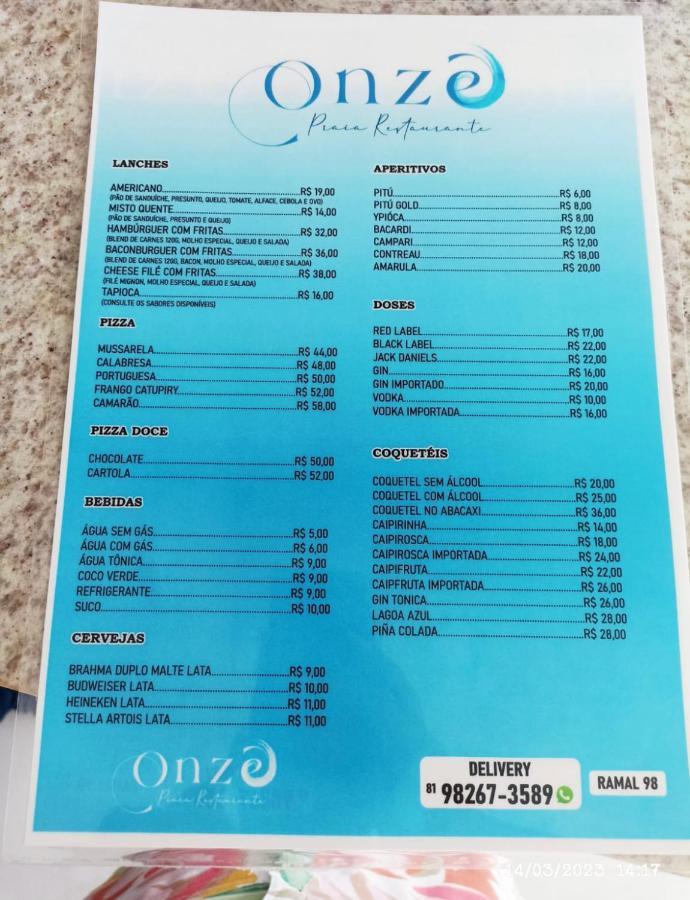 Onze
Praia Restaurante
LANCHES
AMERICANO R$ 19,00
(PÃO DE SANDUÍCHE, PRESUNTO, QUEIJO, TOMATE, ALFACE, CEBOLA E OVO)
MISTO QUENTE R$ 14,00
(PÃO DE SANDUÍCHE, PRESUNTO E QUEIJO)
HAMBÚRGUER COM FRITAS R$ 32,00
(BLEND DE CARNES 120G, MOLHO ESPECIAL, QUEIJO E SALADA)
BACONBURGUER COM FRITAS R$ 36,00
(BLEND DE CARNES 120G, BACON, MOLHO ESPECIAL, QUEIJO E SALADA)
CHEESE FILÉ COM FRITAS R$ 38,00
(FILÉ MIGNON, MOLHO ESPECIAL, QUEIJO E SALADA)
TAPIOCA R$ 16,00
(CONSULTE OS SABORES DISPONÍVEIS)
PIZZA
MUSSARELA R$ 44,00
CALABRESA R$ 48,00
PORTUGUESA R$ 50,00
FRANGO CATUPIRY R$ 52,00
CAMARÃO R$ 58,00
PIZZA DOCE
CHOCOLATE R$ 50,00
CARTOLA R$ 52,00
BEBIDAS
ÁGUA SEM GÁS R$ 5,00
ÁGUA COM GÁS R$ 6,00
ÁGUA TÔNICA R$ 9,00
COCO VERDE R$ 9,00
REFRIGERANTE R$ 9,00
SUCO R$ 10,00
CERVEJAS
BRAHMA DUPLO MALTE LATA R$ 9,00
BUDWEISER LATA R$ 10,00
HEINEKEN LATA R$ 11,00
STELLA ARTOIS LATA R$ 11,00
APERITIVOS
PITÚ R$ 6,00
PITÚ GOLD R$ 8,00
YPIÓCA R$ 8,00
BACARDI R$ 12,00
CAMPARI R$ 12,00
CONTREAU R$ 18,00
AMARULA R$ 20,00
DOSES
RED LABEL R$ 17,00
BLACK LABEL R$ 22,00
JACK DANIELS R$ 22,00
GIN R$ 16,00
GIN IMPORTADO R$ 20,00
VODKA R$ 10,00
VODKA IMPORTADA R$ 16,00
COQUETÉIS
COQUETEL SEM ÁLCOOL R$ 20,00
COQUETEL COM ÁLCOOL R$ 25,00
COQUETEL NO ABACAXI R$ 36,00
CAIPIRINHA R$ 14,00
CAIPIROSCA R$ 18,00
CAIPIROSCA IMPORTADA R$ 24,00
CAIPIFRUTA R$ 22,00
CAIPFRUTA IMPORTADA R$ 26,00
GIN TONICA R$ 26,00
LAGOA AZUL R$ 28,00
PIÑA COLADA R$ 28,00
Onze
Praia Restaurante
DELIVERY
81 98267-3589
RAMAL 98
14/03/2023 14:17